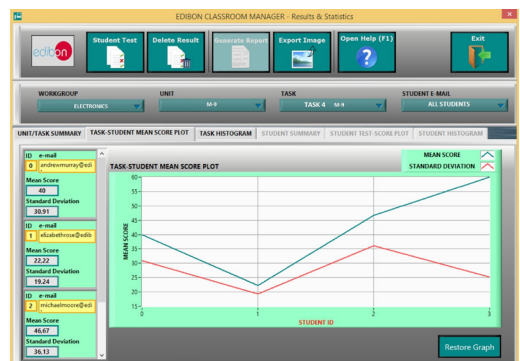 EDIBON CLASSROOM MANAGER - Results & Statistics
edibon
Student Test
Delete Result
Generate Report
Export Image
Open Help (F1)
Exit
WORKGROUP
UNIT
TASK
STUDENT E-MAIL
ELECTRONICS
M-9
TASK 4 M-9
ALL STUDENTS
UNIT/TASK SUMMARY
TASK-STUDENT MEAN SCORE PLOT
TASK HISTOGRAM
STUDENT SUMMARY
STUDENT TEST-SCORE PLOT
STUDENT HISTOGRAM
ID e-mail
0 andrewmurray@edi
Mean Score
40
Standard Deviation
30,91
ID e-mail
1 elizabethrose@edib
Mean Score
22,22
Standard Deviation
19,24
ID e-mail
2 michaelmoore@edi
Mean Score
46,67
Standard Deviation
36,13
TASK-STUDENT MEAN SCORE PLOT
MEAN SCORE
STANDARD DEVIATION
MEAN SCORE
60
55
50
45
40
35
30
25
20
15
0
1
2
3
STUDENT ID
Restore Graph